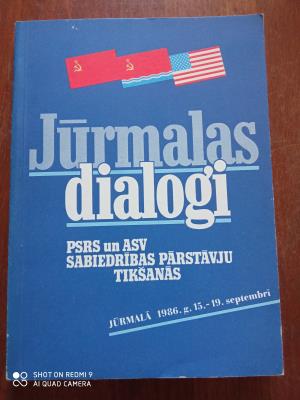 Jūrmalas
dialogi
PSRS un ASV
SABIEDRĪBAS PĀRSTĀVJU
TIKŠANĀS
JŪRMALĀ 1986. g. 15.-19. septembrī
SHOT ON REDMI 9
AI QUAD CAMERA